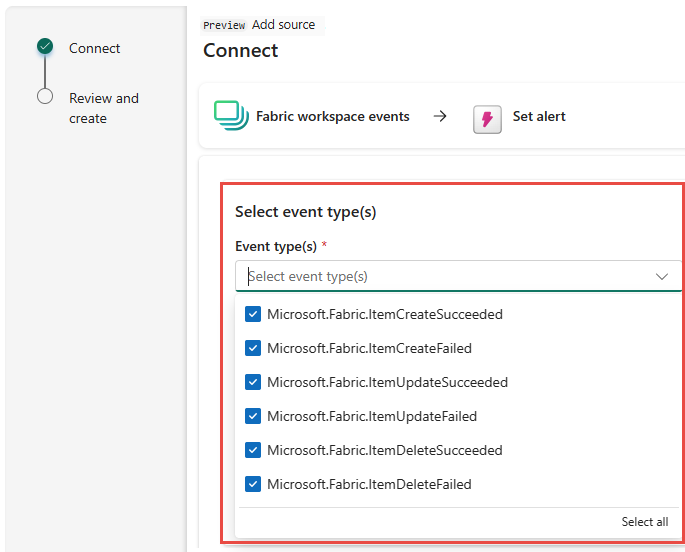 Connect
Review and
create
Preview Add source
Connect
Fabric workspace events
Set alert
Select event type(s)
Event type(s) *
Select event type(s)
Microsoft.Fabric.ItemCreateSucceeded
Microsoft.Fabric.ItemCreateFailed
Microsoft.Fabric.ItemUpdateSucceeded
Microsoft.Fabric.ItemUpdateFailed
Microsoft.Fabric.ItemDeleteSucceeded
Microsoft.Fabric.ItemDeleteFailed
Select all